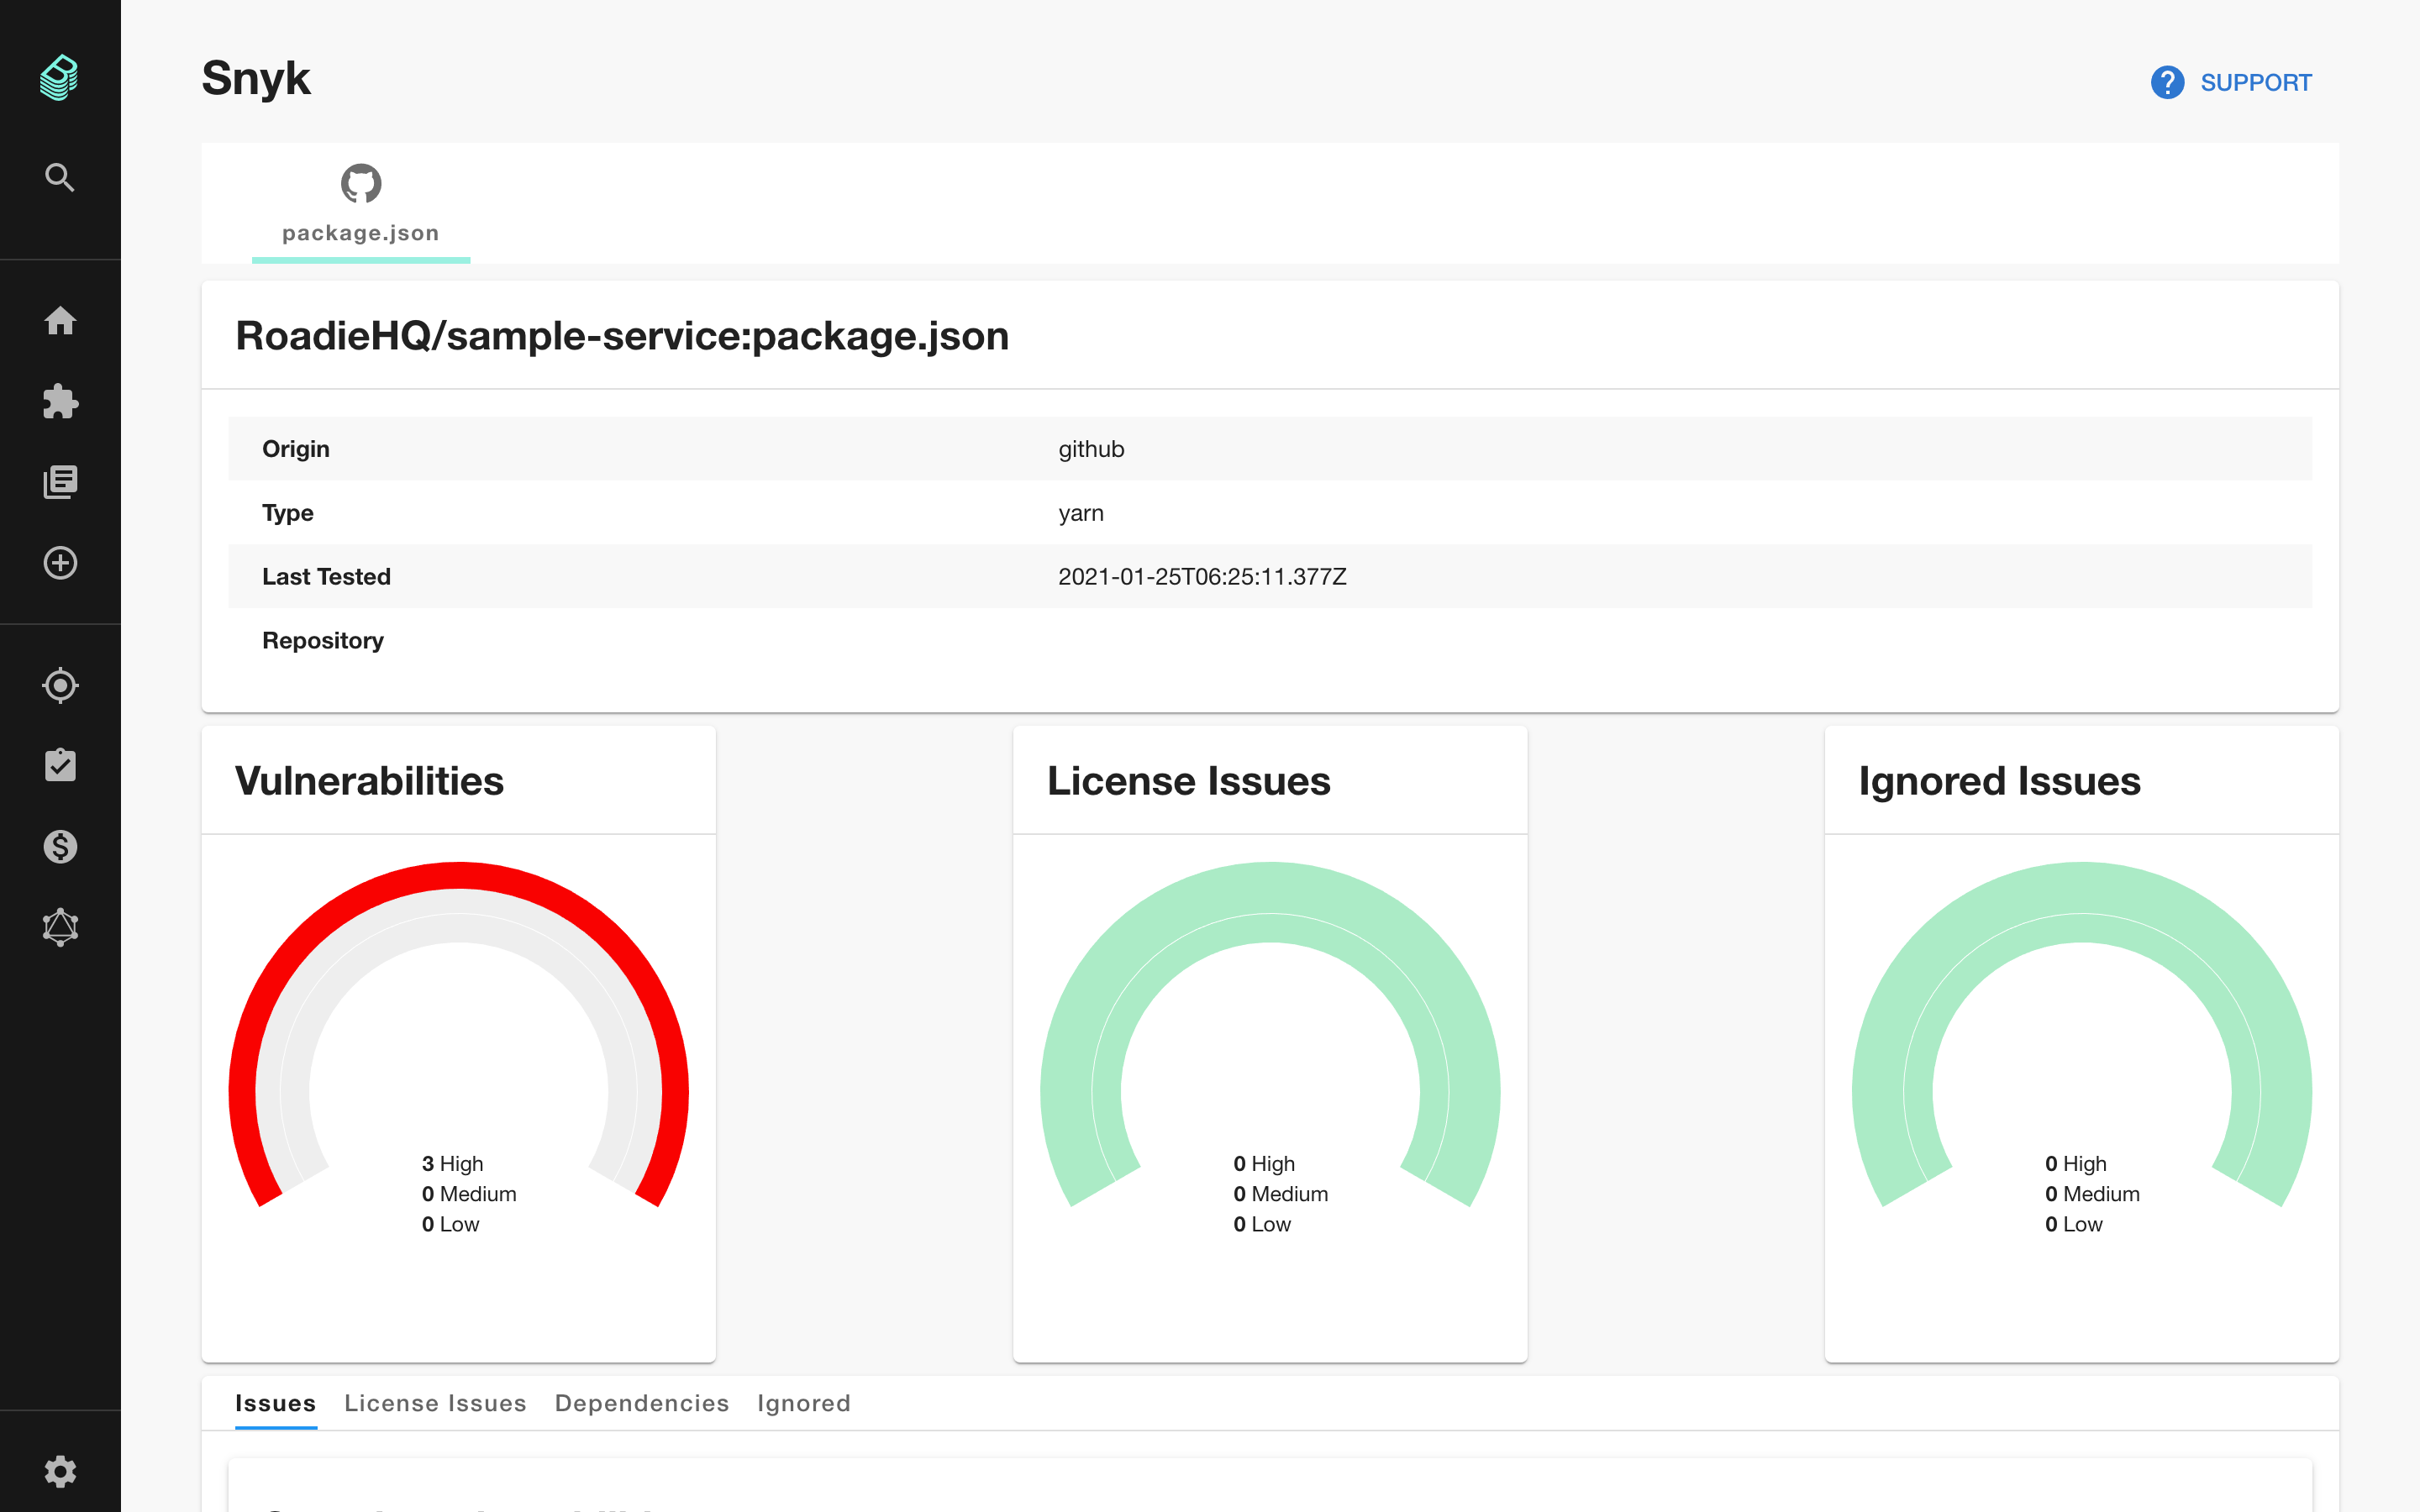 Snyk
SUPPORT
package.json
RoadieHQ/sample-service:package.json
Origin github
Type yarn
Last Tested 2021-01-25T06:25:11.377Z
Repository
Vulnerabilities
3 High
0 Medium
0 Low
License Issues
0 High
0 Medium
0 Low
Ignored Issues
0 High
0 Medium
0 Low
Issues License Issues Dependencies Ignored